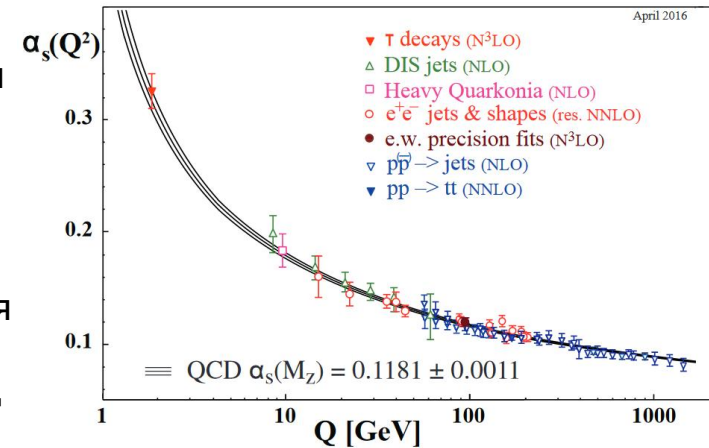 April 2016
αs(Q²)
τ decays (N³LO)
DIS jets (NLO)
Heavy Quarkonia (NLO)
e⁺e⁻ jets & shapes (res. NNLO)
e.w. precision fits (N³LO)
pp(–) –> jets (NLO)
pp –> tt (NNLO)
0.3
0.2
0.1
QCD αs(Mz) = 0.1181 ± 0.0011
1 10 100 1000
Q [GeV]
я